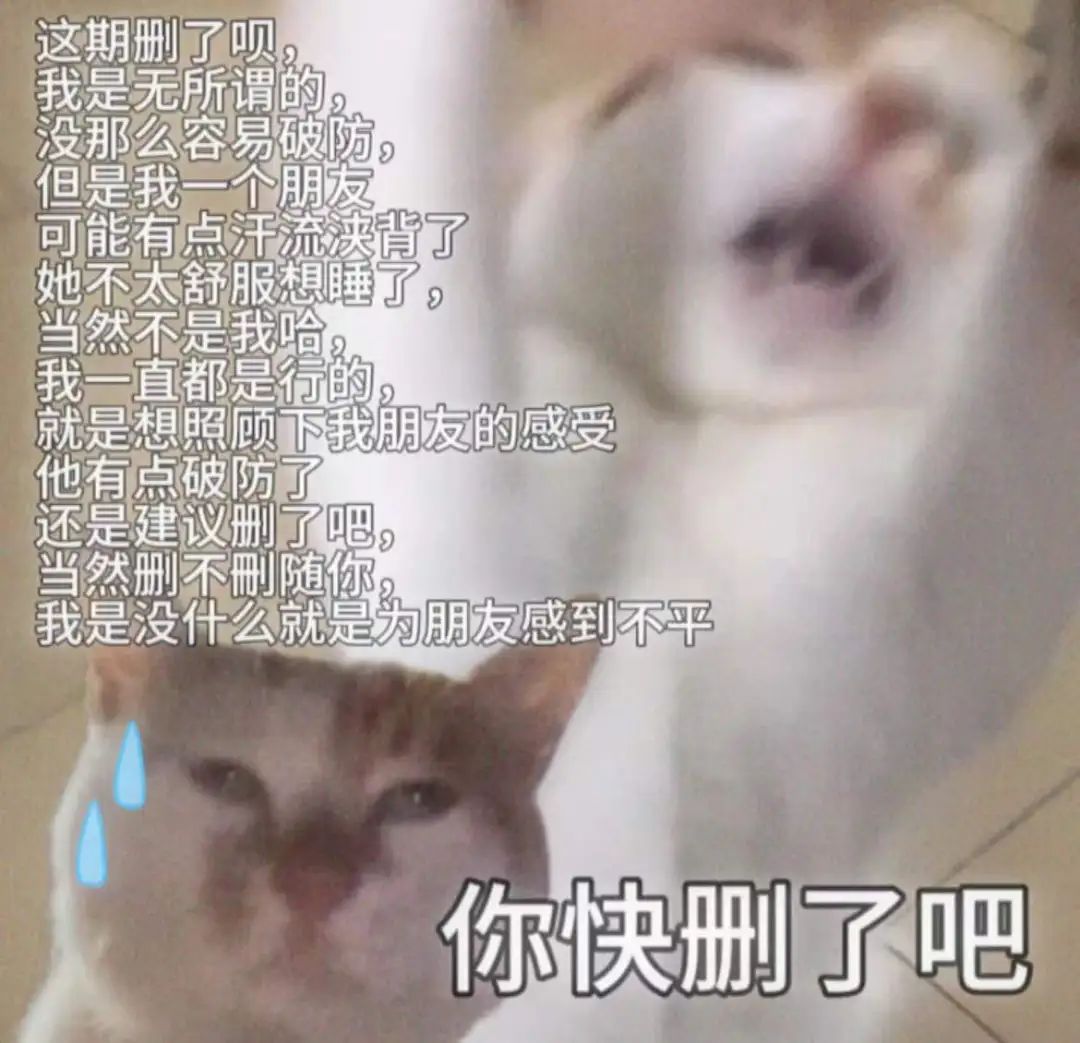 这期删了呗，
我是无所谓的，
没那么容易破防，
但是我一个朋友
可能有点汗流浃背了
她不太舒服想睡了，
当然不是我哈，
我一直都是行的，
就是想照顾下我朋友的感受
他有点破防了
还是建议删了吧，
当然删不删随你，
我是没什么就是为朋友感到不平
你快删了吧